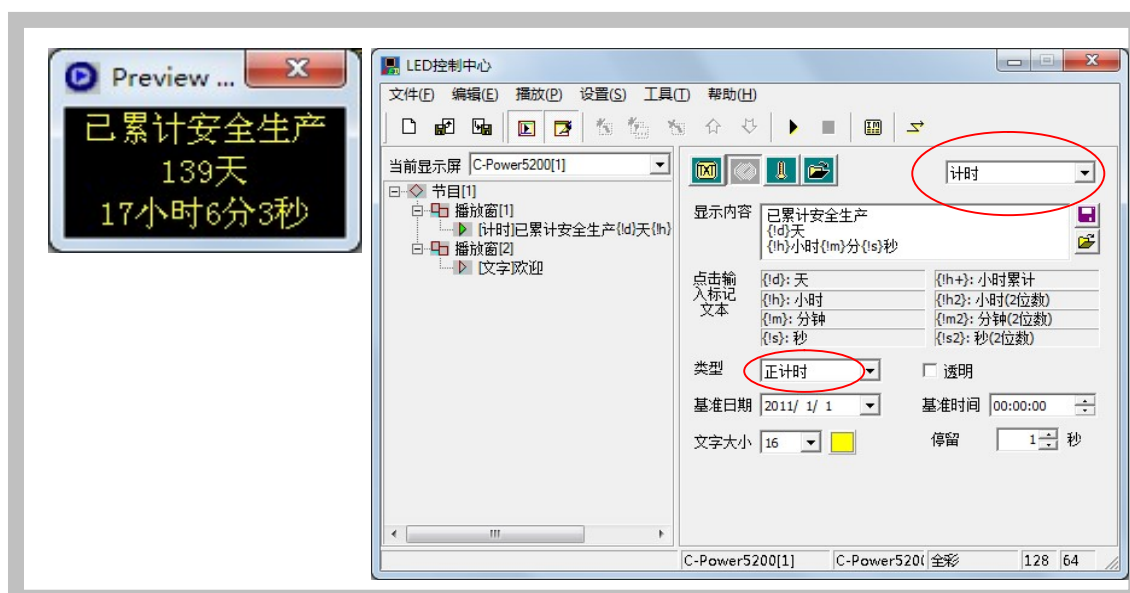 Preview ...
已累计安全生产
139天
17小时6分3秒
LED控制中心
文件(F) 编辑(E) 播放(P) 设置(S) 工具(T) 帮助(H)
当前显示屏 C-Power5200[1]
计时
节目[1]
播放窗[1]
[计时]已累计安全生产{!d}天{!h}
播放窗[2]
[文字]欢迎
显示内容
已累计安全生产
{!d}天
{!h}小时{!m}分{!s}秒
点击输
入标记
文本
{!d}: 天 {!h+}: 小时累计
{!h}: 小时 {!h2}: 小时(2位数)
{!m}: 分钟 {!m2}: 分钟(2位数)
{!s}: 秒 {!s2}: 秒(2位数)
类型 正计时 透明
基准日期 2011/ 1/ 1 基准时间 00:00:00
文字大小 16 停留 1 秒
C-Power5200[1] C-Power520( 全彩 128 64